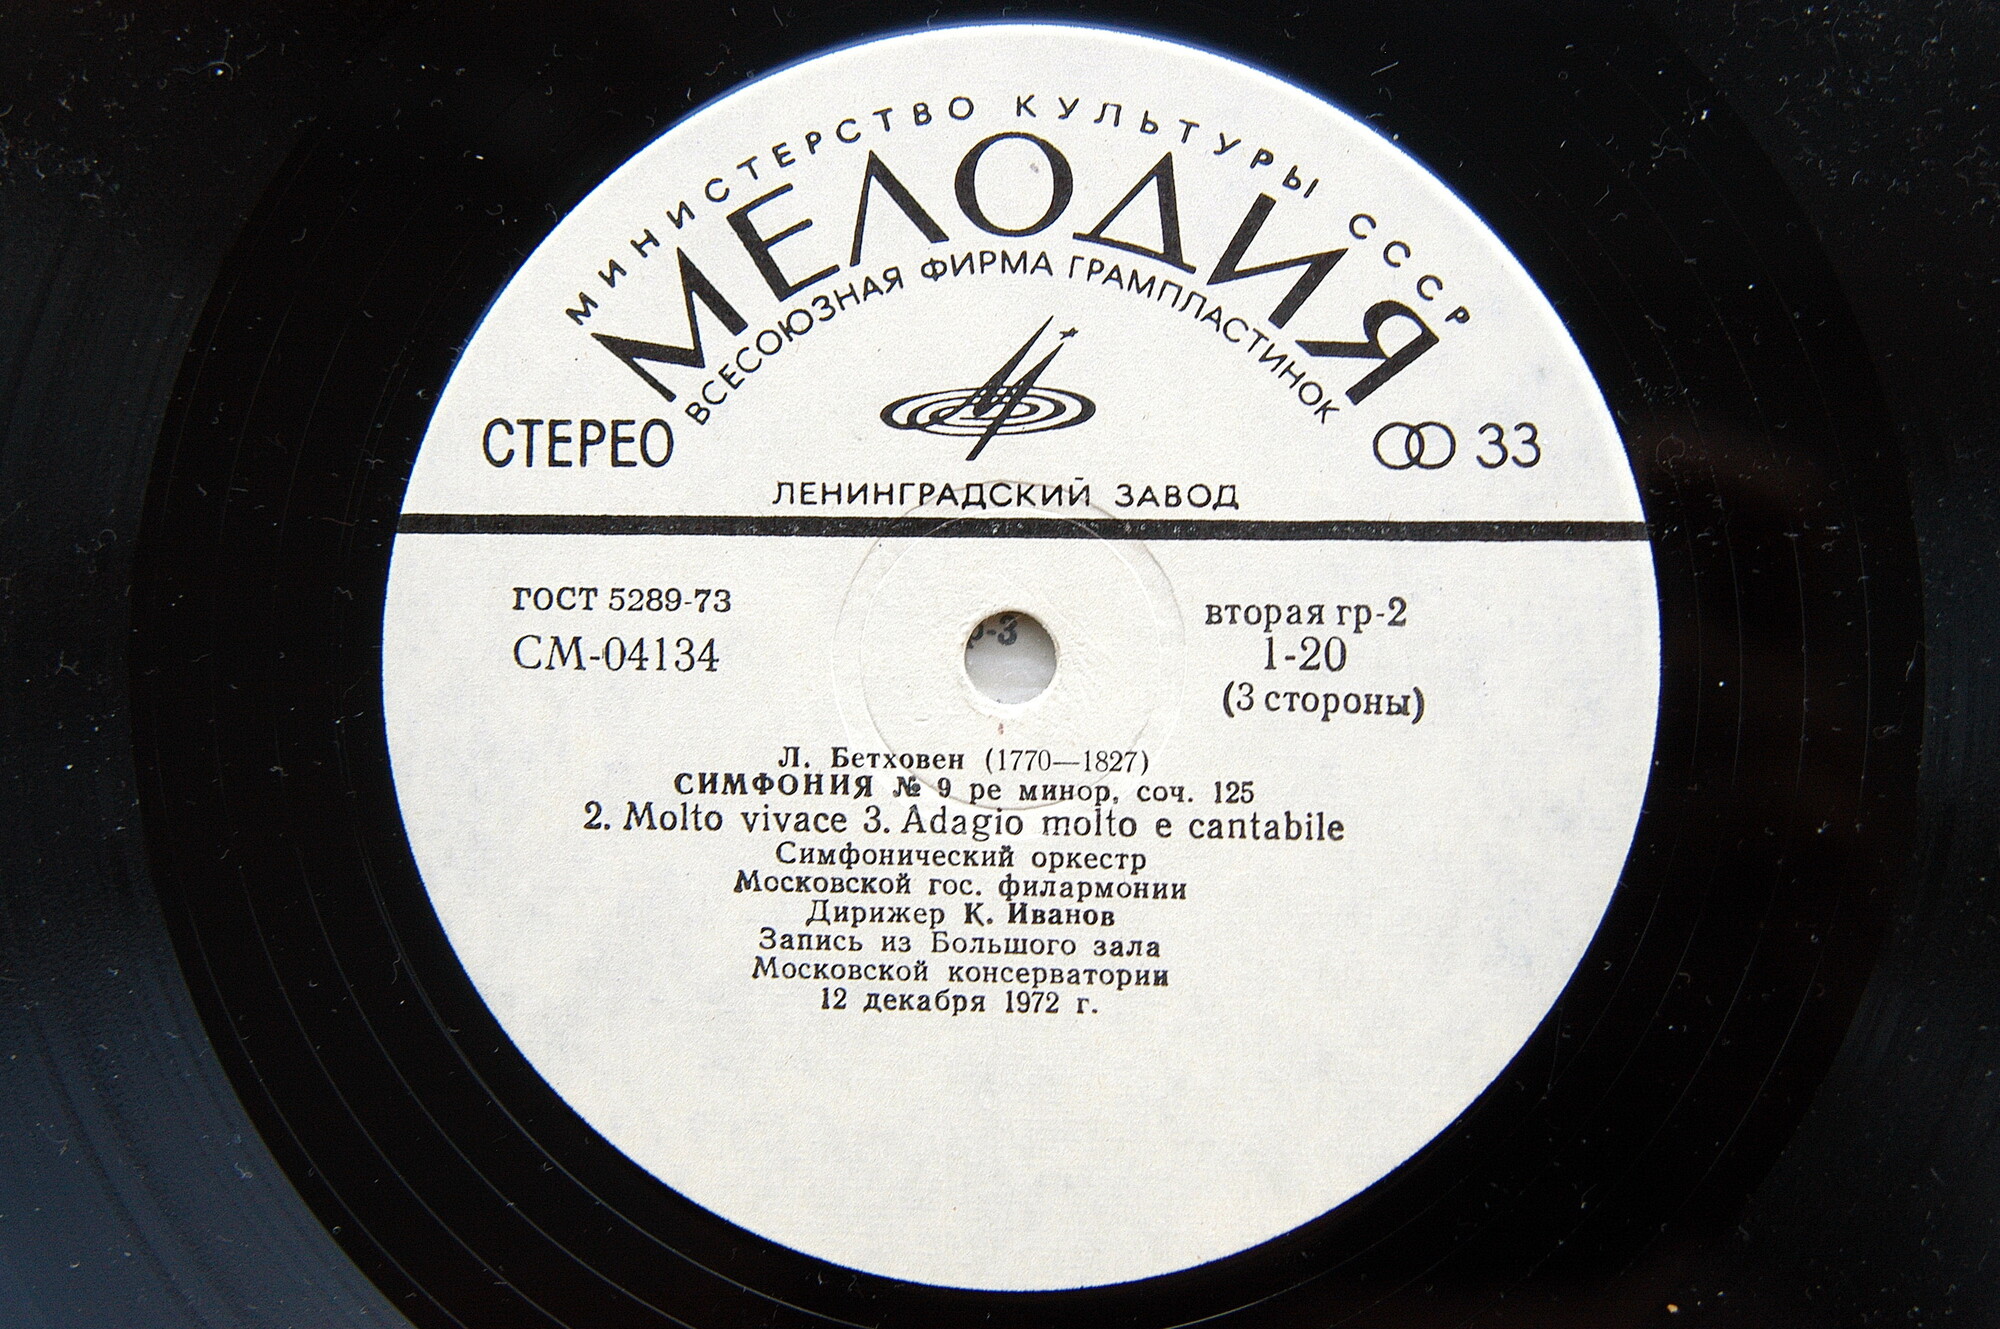 МИНИСТЕРСТВО КУЛЬТУРЫ СССР
МЕЛОДИЯ
ВСЕСОЮЗНАЯ ФИРМА ГРАМПЛАСТИНОК
СТЕРЕО
33
ЛЕНИНГРАДСКИЙ ЗАВОД
ГОСТ 5289-73
СМ-04134
вторая гр-2
1-20
(3 стороны)
-3
Л. Бетховен (1770—1827)
СИМФОНИЯ № 9 ре минор, соч. 125
2. Molto vivace 3. Adagio molto e cantabile
Симфонический оркестр
Московской гос. филармонии
Дирижер К. Иванов
Запись из Большого зала
Московской консерватории
12 декабря 1972 г.